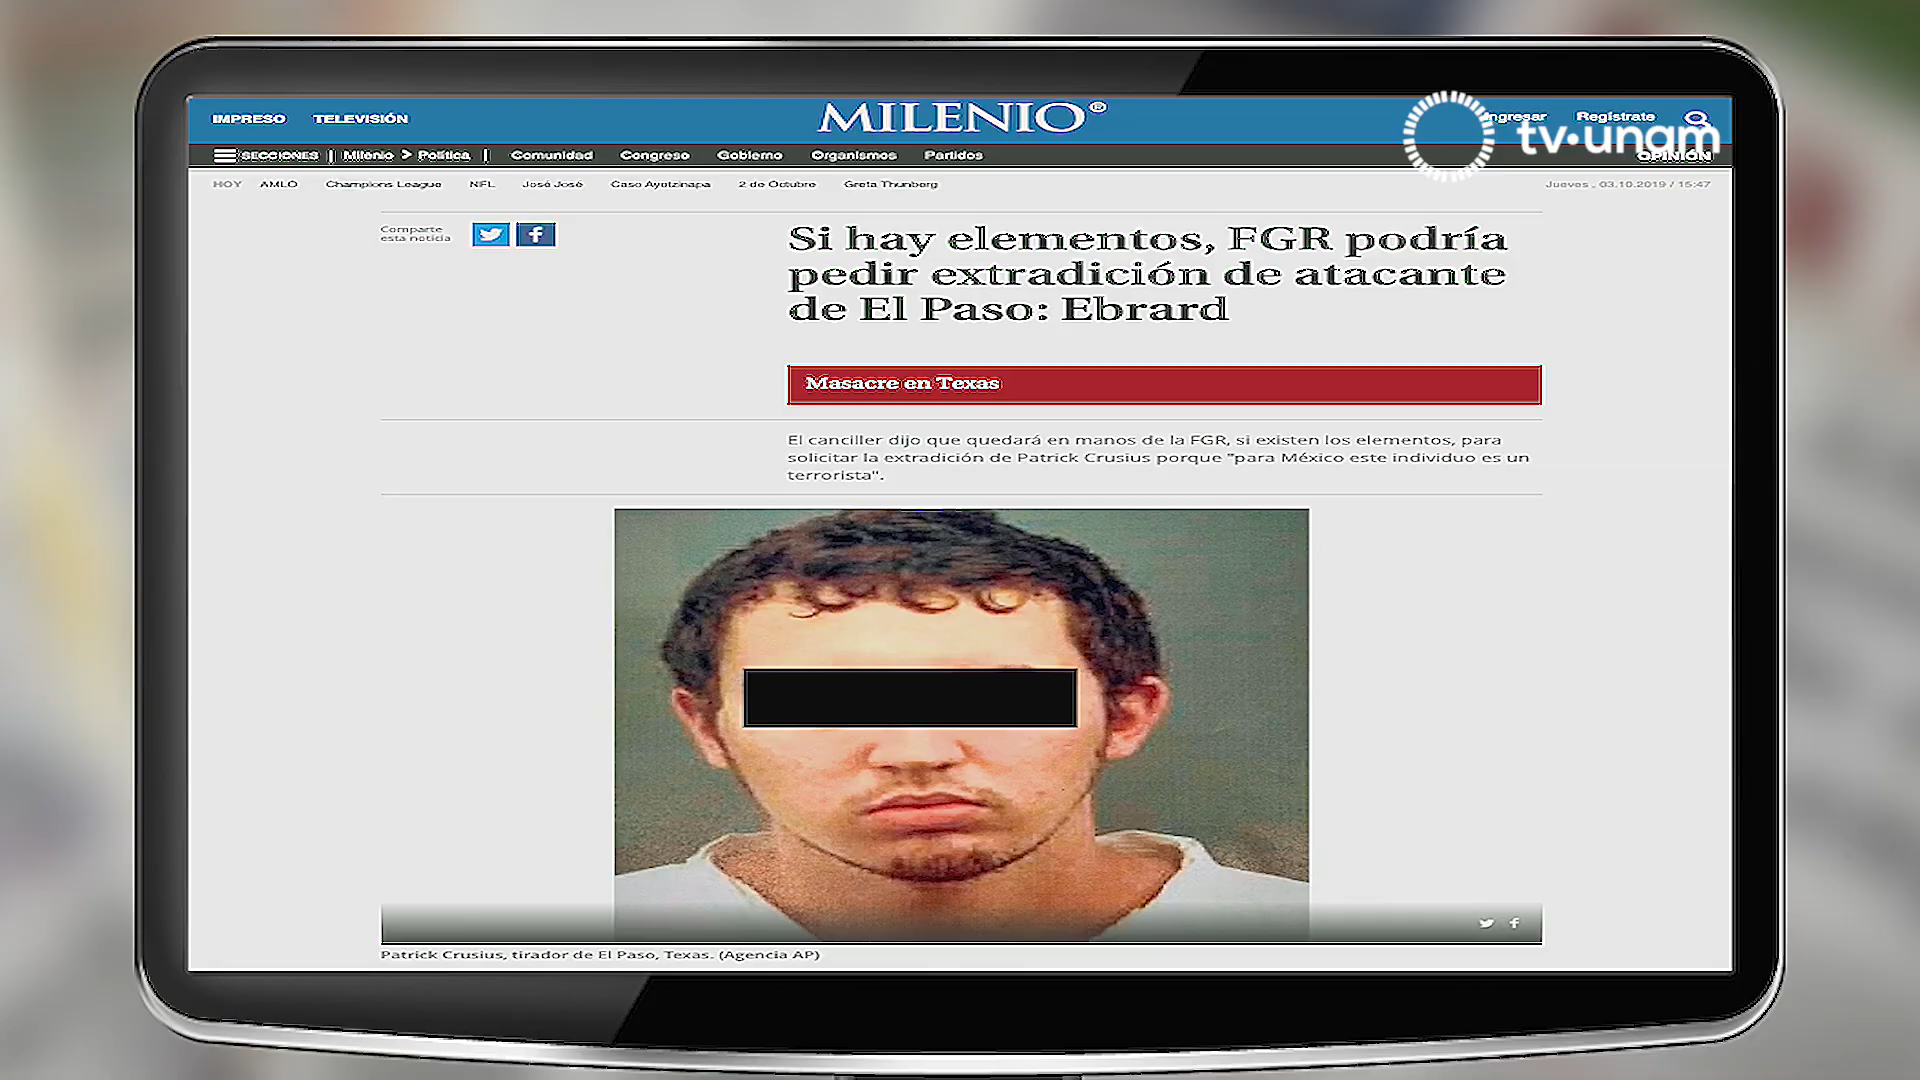 IMPRESO TELEVISIÓN MILENIO® Ingresar Regístrate
tv·unam
SECCIONES | Milenio > Política | Comunidad Congreso Gobierno Organismos Partidos OPINIÓN
HOY AMLO Champions League NFL José José Caso Ayotzinapa 2 de Octubre Greta Thunberg Jueves , 03.10.2019 / 15:47
Comparte
esta noticia
Si hay elementos, FGR podría
pedir extradición de atacante
de El Paso: Ebrard
Masacre en Texas
El canciller dijo que quedará en manos de la FGR, si existen los elementos, para
solicitar la extradición de Patrick Crusius porque "para México este individuo es un
terrorista".
Patrick Crusius, tirador de El Paso, Texas. (Agencia AP)